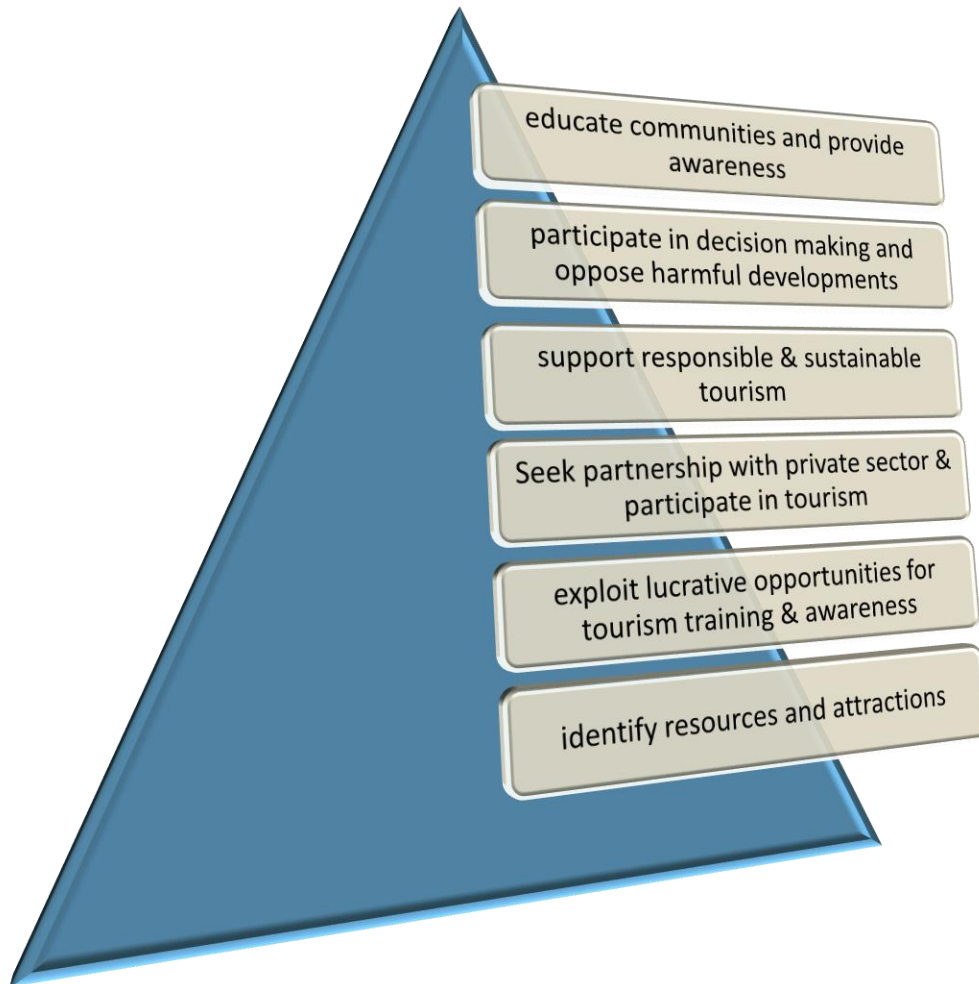 educate communities and provide
awareness
participate in decision making and
oppose harmful developments
support responsible & sustainable
tourism
Seek partnership with private sector &
participate in tourism
exploit lucrative opportunities for
tourism training & awareness
identify resources and attractions